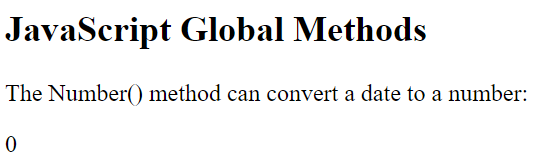 JavaScript Global Methods
The Number() method can convert a date to a number:
0